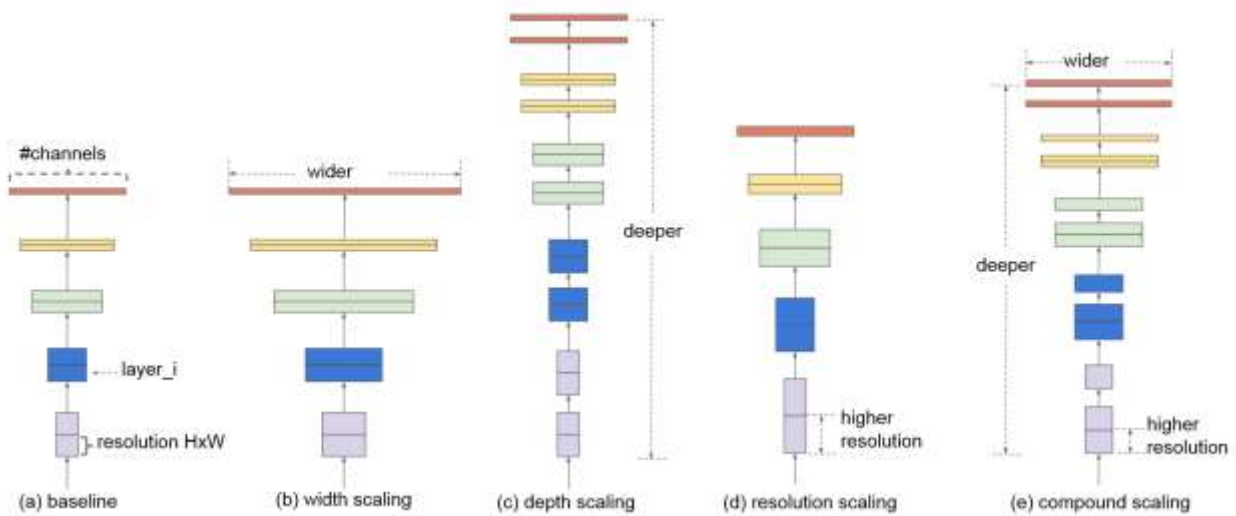 #channels
layer_i
resolution HxW
(a) baseline
wider
(b) width scaling
deeper
(c) depth scaling
higher
resolution
(d) resolution scaling
wider
deeper
higher
resolution
(e) compound scaling